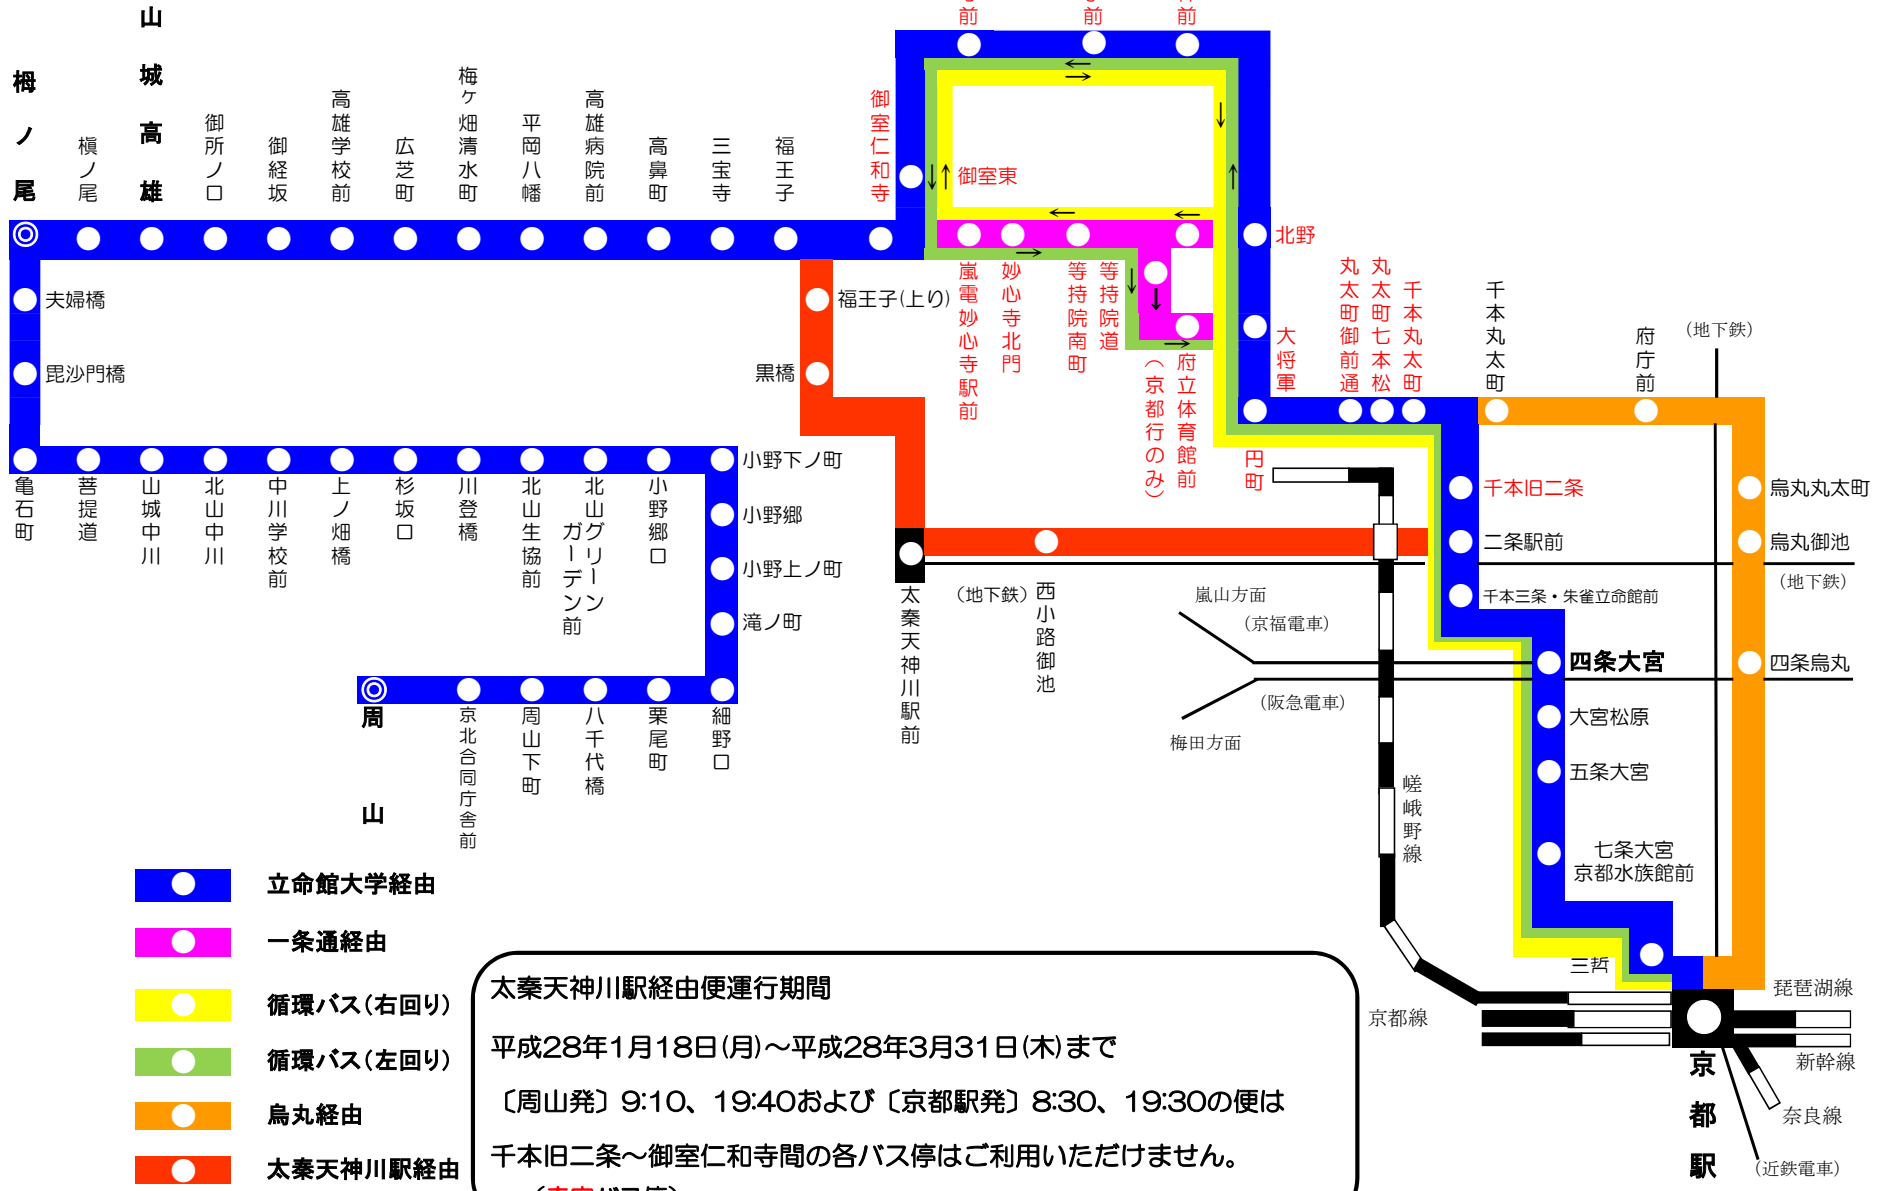 前
前
前
栂ノ尾
槇ノ尾
山城高雄
御所ノ口
御経坂
高雄学校前
広芝町
梅ケ畑清水町
平岡八幡
高雄病院前
高鼻町
三宝寺
福王子
御室仁和寺
御室東
北野
大将軍
嵐電妙心寺駅前
妙心寺北門
等持院南町
等持院道
府立体育館前
(京都行のみ)
円町
丸太町御前通
丸太町七本松
千本丸太町
千本丸太町
府庁前
(地下鉄)
夫婦橋
毘沙門橋
福王子(上り)
黒橋
亀石町
菩提道
山城中川
北山中川
中川学校前
上ノ畑橋
杉坂口
川登橋
北山生協前
北山グリーン
ガーデン前
小野郷口
小野下ノ町
小野郷
小野上ノ町
滝ノ町
細野口
栗尾町
八千代橋
周山下町
京北合同庁舎前
周山
太秦天神川駅前
(地下鉄)
西小路御池
千本旧二条
二条駅前
千本三条・朱雀立命館前
四条大宮
大宮松原
五条大宮
七条大宮
京都水族館前
三哲
烏丸丸太町
烏丸御池
(地下鉄)
四条烏丸
嵐山方面
(京福電車)
(阪急電車)
梅田方面
嵯峨野線
京都線
琵琶湖線
新幹線
奈良線
(近鉄電車)
京都駅
立命館大学経由
一条通経由
循環バス(右回り)
循環バス(左回り)
烏丸経由
太秦天神川駅経由
太秦天神川駅経由便運行期間
平成28年1月18日(月)～平成28年3月31日(木)まで
〔周山発〕9:10、19:40および〔京都駅発〕8:30、19:30の便は
千本旧二条～御室仁和寺間の各バス停はご利用いただけません。